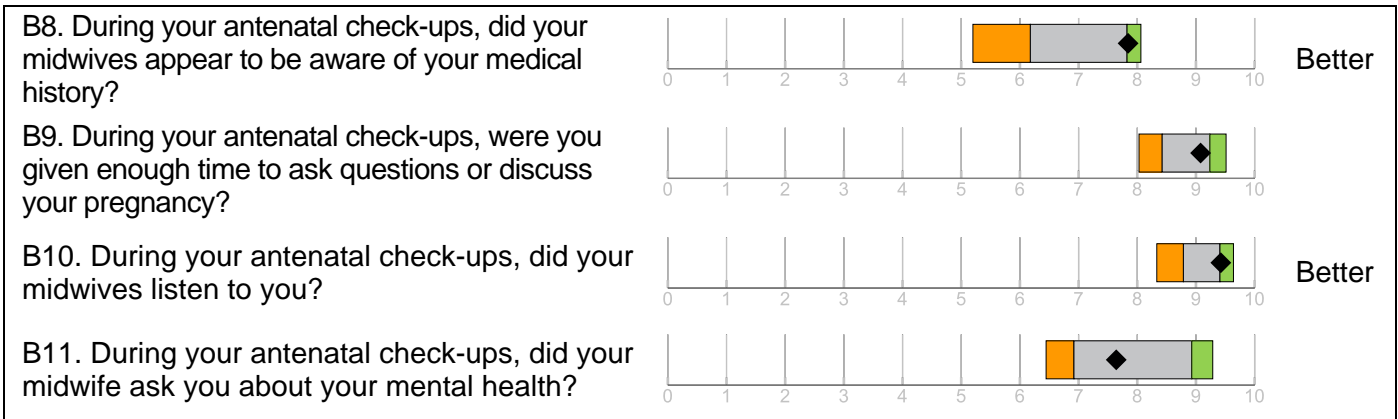 B8. During your antenatal check-ups, did your
midwives appear to be aware of your medical
history?
0 1 2 3 4 5 6 7 8 9 10
Better
B9. During your antenatal check-ups, were you
given enough time to ask questions or discuss
your pregnancy?
0 1 2 3 4 5 6 7 8 9 10
B10. During your antenatal check-ups, did your
midwives listen to you?
0 1 2 3 4 5 6 7 8 9 10
Better
B11. During your antenatal check-ups, did your
midwife ask you about your mental health?
0 1 2 3 4 5 6 7 8 9 10